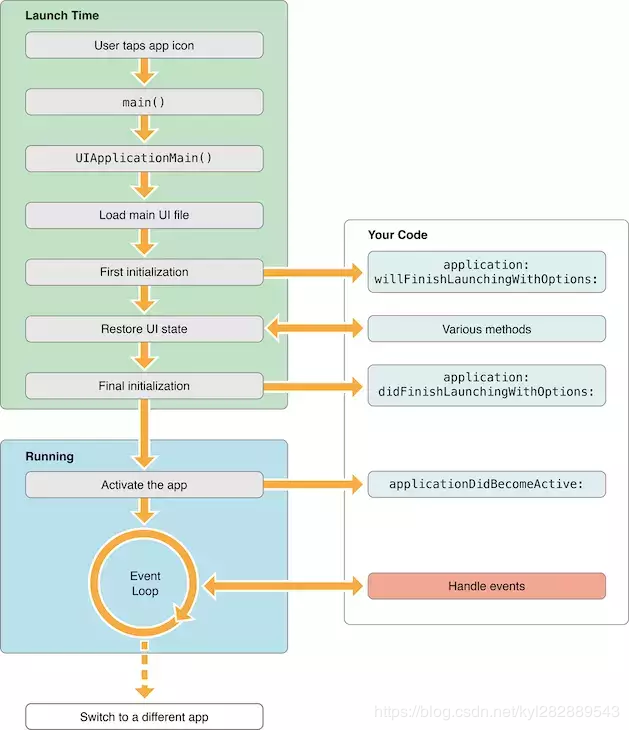 Launch Time
User taps app icon
main()
UIApplicationMain()
Load main UI file
First initialization
Restore UI state
Final initialization
Running
Activate the app
Event
Loop
Switch to a different app
Your Code
application:
willFinishLaunchingWithOptions:
Various methods
application:
didFinishLaunchingWithOptions:
applicationDidBecomeActive:
Handle events
https://blog.csdn.net/kyl282889543